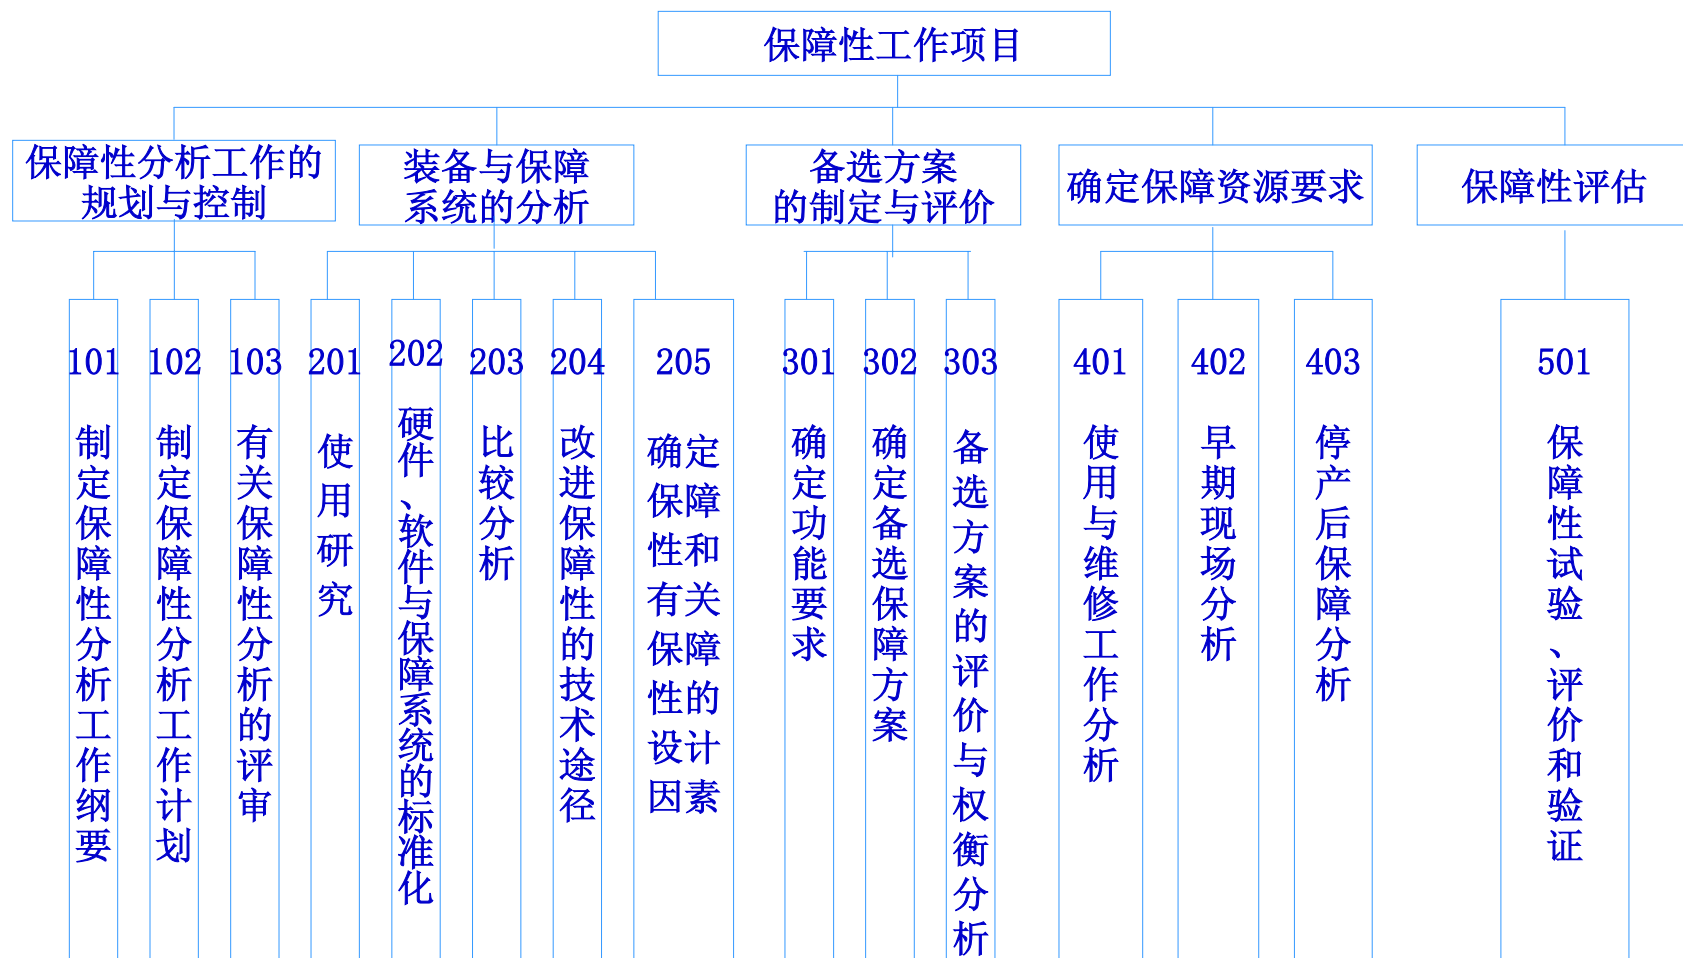 保障性工作项目
保障性分析工作的
规划与控制
装备与保障
系统的分析
备选方案
的制定与评价
确定保障资源要求
保障性评估
101
制定保障性分析工作纲要
102
制定保障性分析工作计划
103
有关保障性分析的评审
201
使用研究
202
硬件、软件与保障系统的标准化
203
比较分析
204
改进保障性的技术途径
205
确定
保障
性和
有关
保障
性的
设计
因素
301
确定功能要求
302
确定备选保障方案
303
备选方案的评价与权衡分析
401
使用与维修工作分析
402
早期现场分析
403
停产后保障分析
501
保障性试验、评价和验证